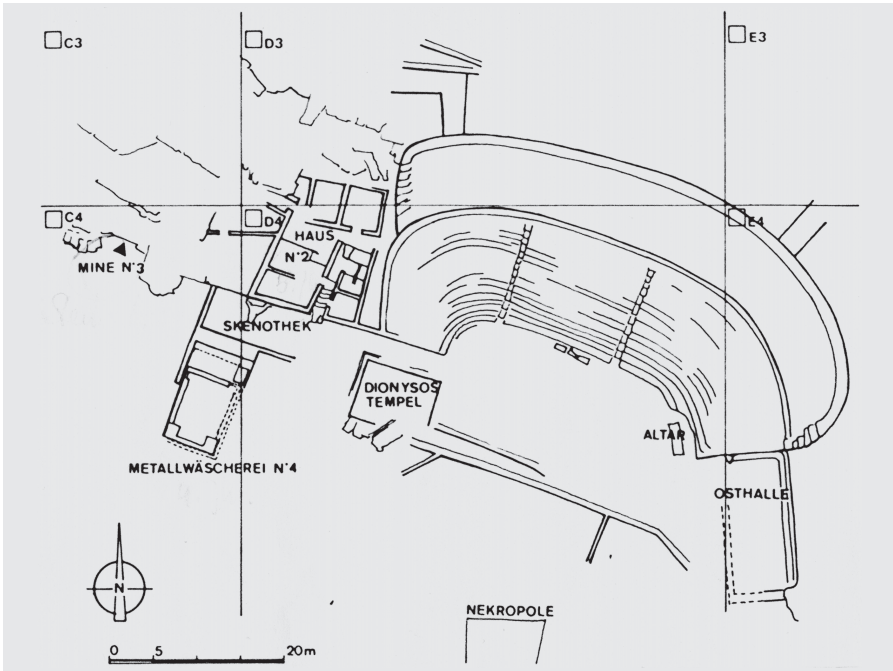 C3
D3
E3
C4
D4
E4
HAUS
N°2
MINE N°3
SKENOTHEK
DIONYSOS
TEMPEL
ALTAR
METALLWÄSCHEREI N°4
OSTHALLE
N
NEKROPOLE
0 5 20m